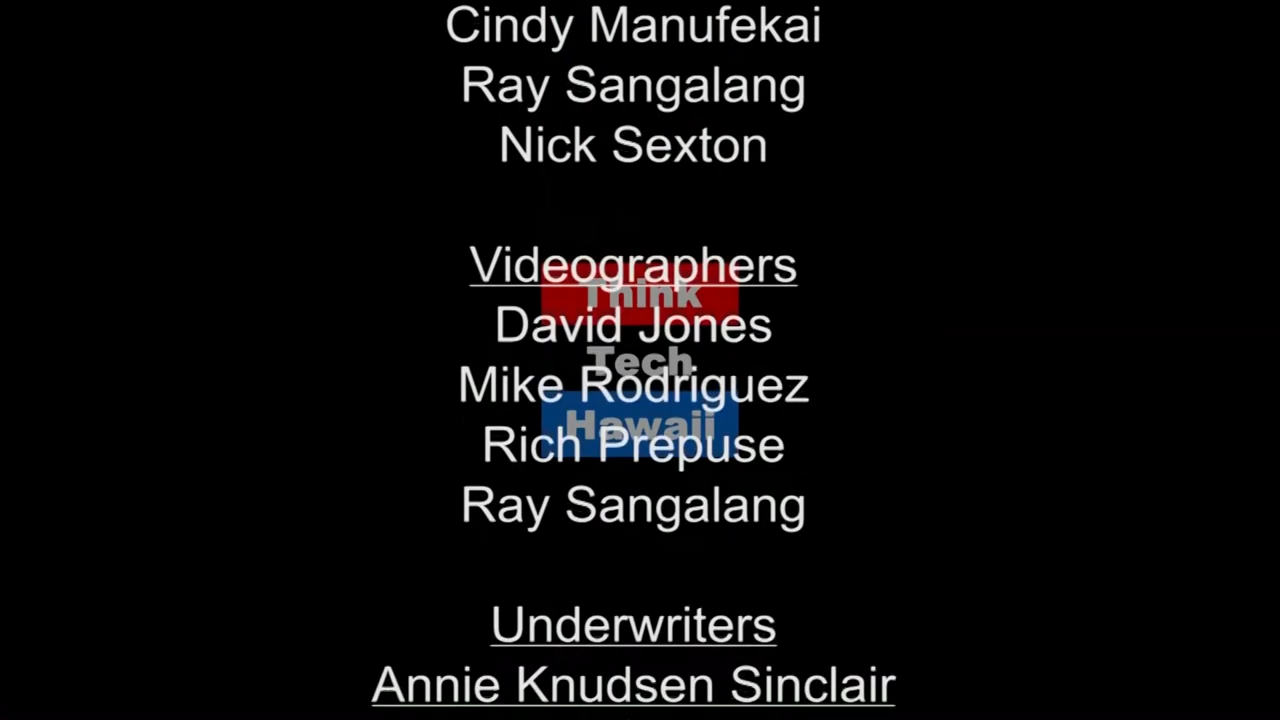 Cindy Manufekai
Ray Sangalang
Nick Sexton
Videographers
Think
David Jones
Tech
Mike Rodriguez
Hawaii
Rich Prepuse
Ray Sangalang
Underwriters
Annie Knudsen Sinclair